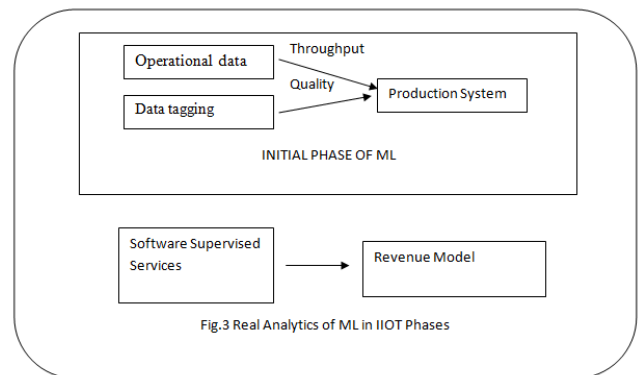 Operational data
Throughput
Quality
Data tagging
Production System
INITIAL PHASE OF ML
Software Supervised
Services
Revenue Model
Fig.3 Real Analytics of ML in IIOT Phases